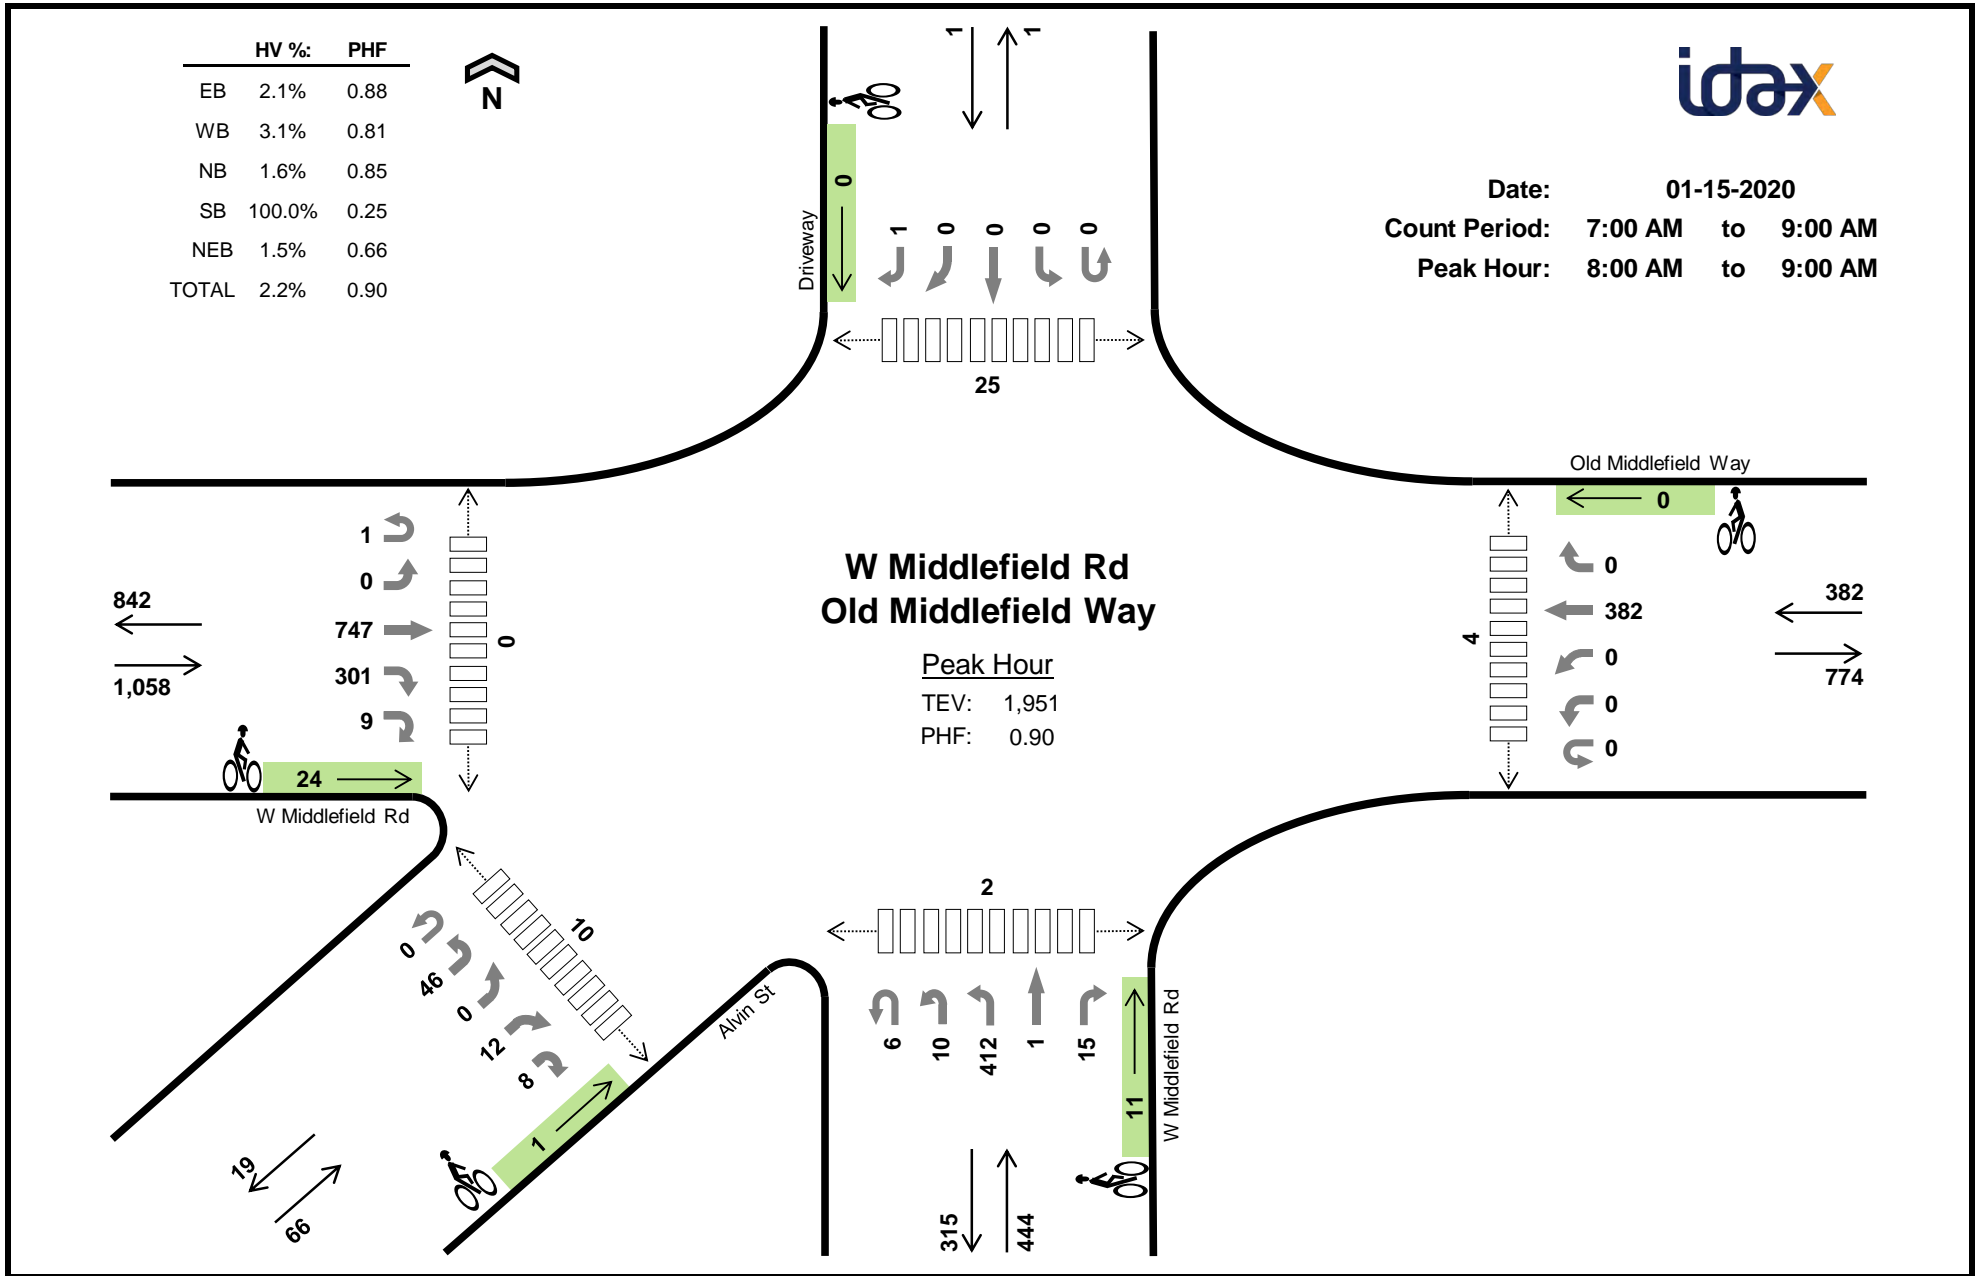 HV %: PHF
EB 2.1% 0.88
WB 3.1% 0.81
NB 1.6% 0.85
SB 100.0% 0.25
NEB 1.5% 0.66
TOTAL 2.2% 0.90
N
idax
Date: 01-15-2020
Count Period: 7:00 AM to 9:00 AM
Peak Hour: 8:00 AM to 9:00 AM
1 1
0
Driveway
1 0 0 0 0
25
Old Middlefield Way
0
1
0
747
301
9
842
1,058
0
24
W Middlefield Rd
W Middlefield Rd
Old Middlefield Way
Peak Hour
TEV: 1,951
PHF: 0.90
4
0
382
0
0
0
382
774
10
0
46
0
12
8
1
Alvin St
19
66
2
6 10 412 1 15
11
W Middlefield Rd
315 444